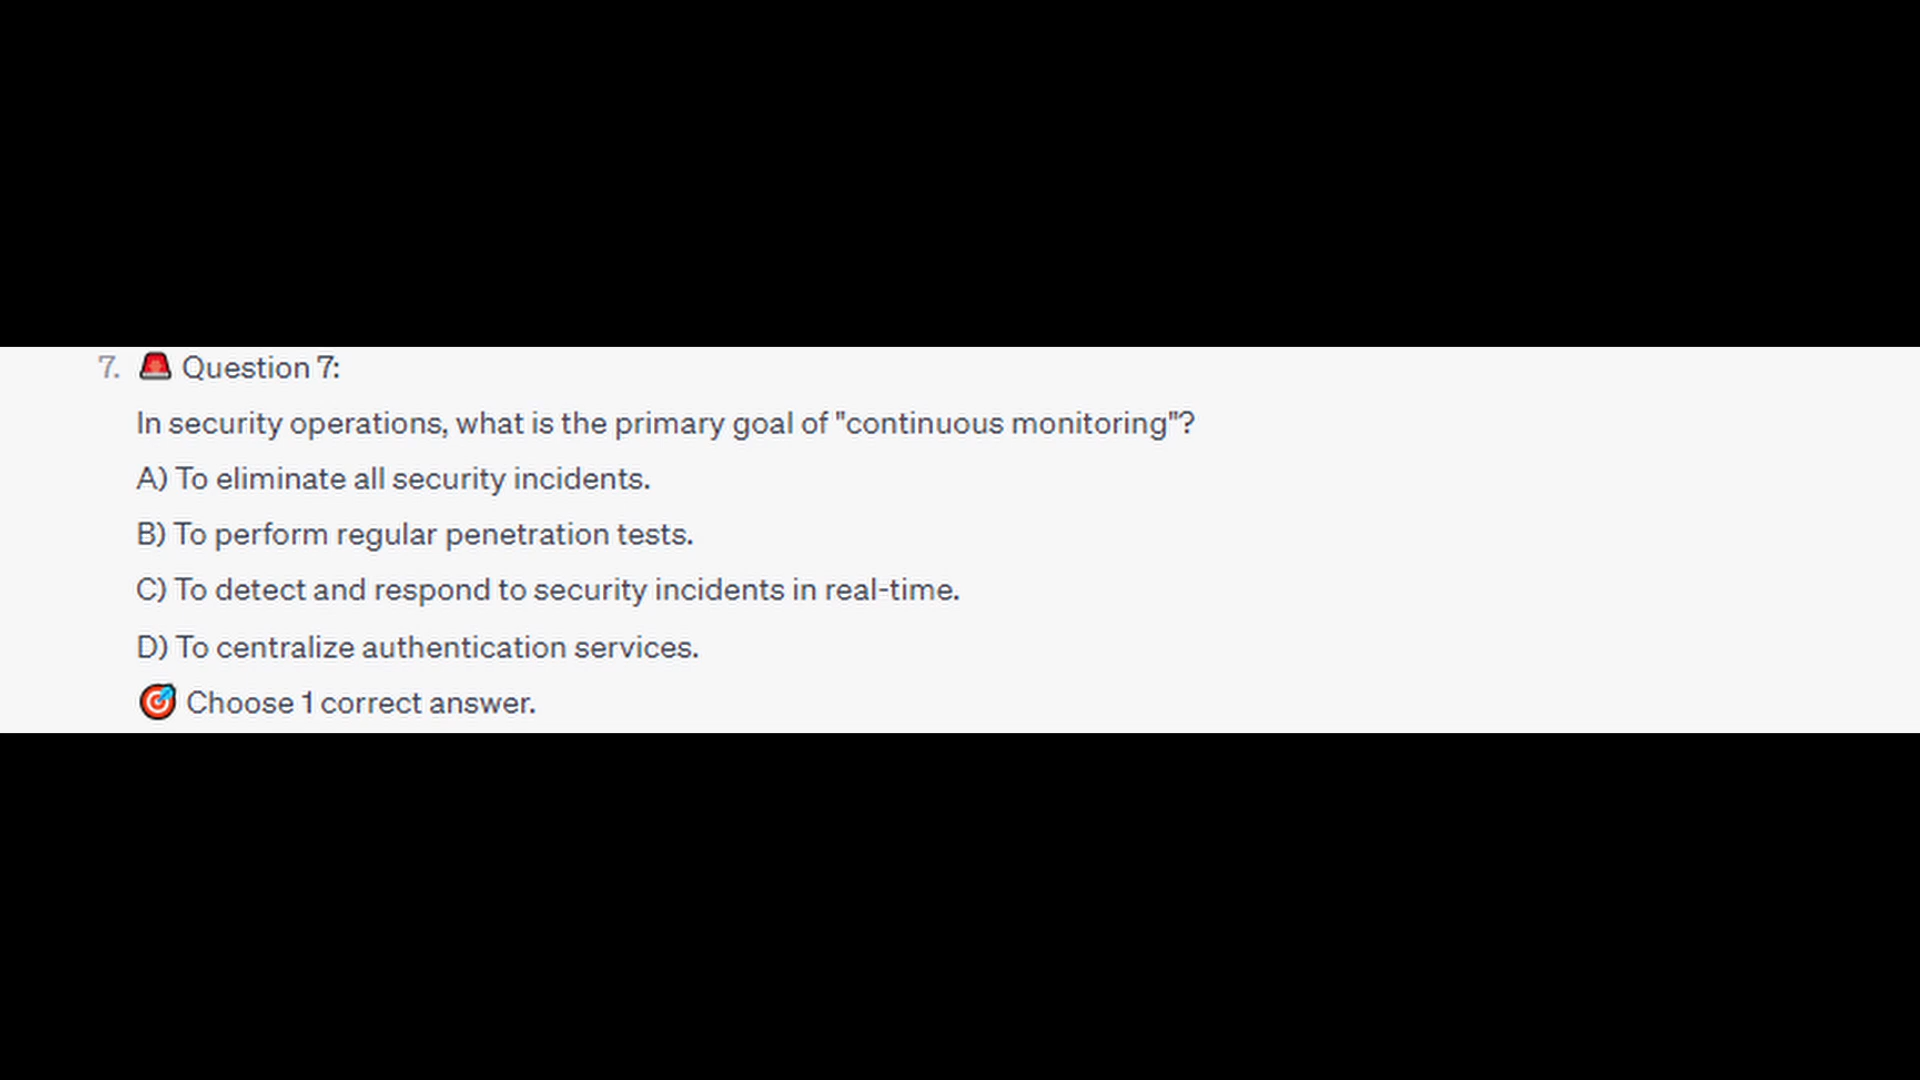 7. 🚨 Question 7:
In security operations, what is the primary goal of "continuous monitoring"?
A) To eliminate all security incidents.
B) To perform regular penetration tests.
C) To detect and respond to security incidents in real-time.
D) To centralize authentication services.
🎯 Choose 1 correct answer.